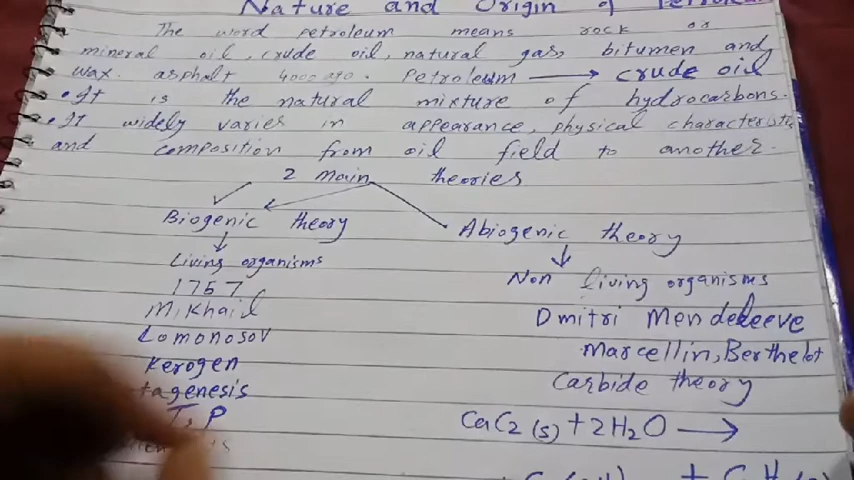 Nature and Origin of
The word petroleum means rock or
mineral oil, crude oil, natural gas, bitumen and
wax. asphalt 4000 ago. Petroleum → crude oil
• It is the natural mixture of hydrocarbons.
• It widely varies in appearance, physical characteristics
and composition from oil field to another.
2 main theories
Biogenic theory
Abiogenic theory
↓
↓
Living organisms
Non living organisms
1757
Mikhail
Dmitri Mendeleeve
Lomonosov
Marcellin, Berthelot
Kerogen
Carbide theory
tagenesis
T, P
CaC2 (s) + 2H2O →